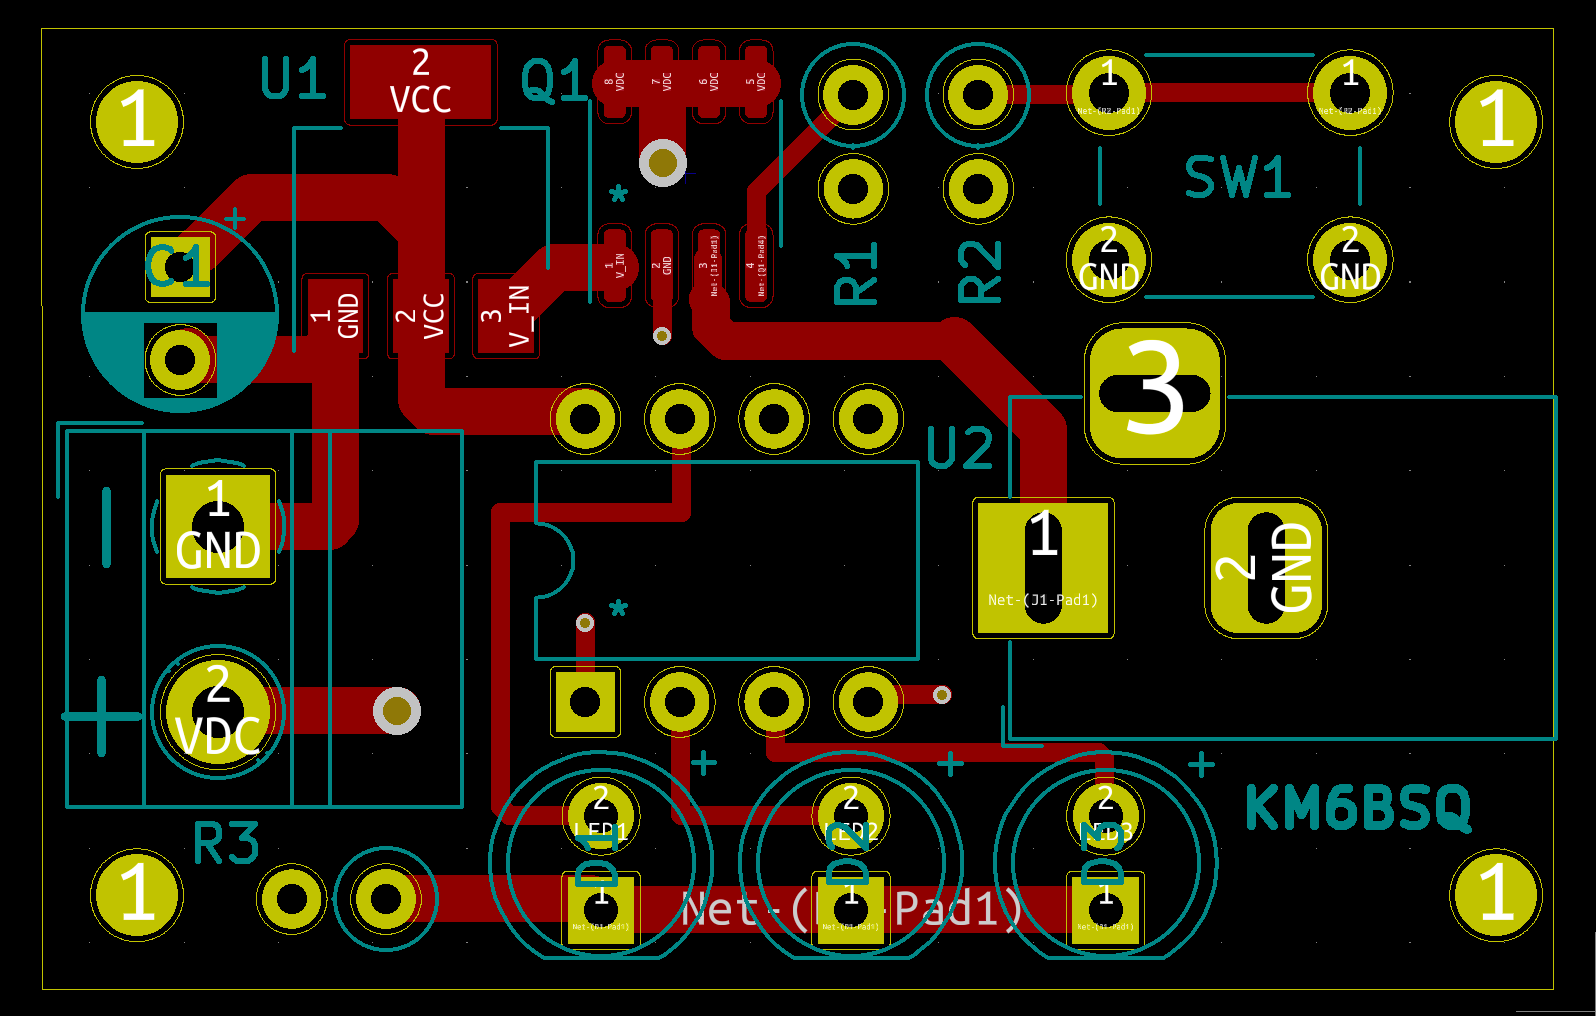 1
U1
2
VCC
Q1
8
VDC
7
VDC
6
VDC
5
VDC
1
Net-(R2-Pad1)
1
Net-(R2-Pad1)
1
SW1
*
+
C1
1
V_IN
2
GND
3
Net-(J1-Pad1)
4
Net-(Q1-Pad4)
R1
R2
2
GND
2
GND
1
GND
2
VCC
3
V_IN
3
U2
1
GND
1
Net-(J1-Pad1)
2
GND
*
2
VDC
+
+
+
+
KM6BSQ
R3
2
LED1
D1
2
LED2
D2
2
LED3
D3
1
1
Net-(D1-Pad1)
1
Net-(D1-Pad1)
1
Net-(D1-Pad1)
1